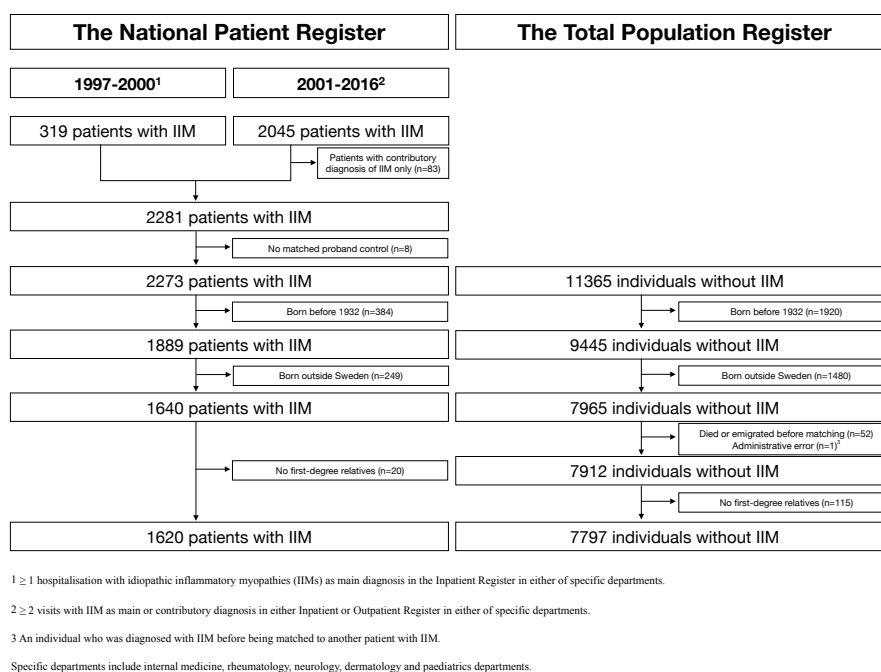 The National Patient Register
The Total Population Register
1997-2000¹
2001-2016²
319 patients with IIM
2045 patients with IIM
Patients with contributory
diagnosis of IIM only (n=83)
2281 patients with IIM
No matched proband control (n=8)
2273 patients with IIM
11365 individuals without IIM
Born before 1932 (n=384)
Born before 1932 (n=1920)
1889 patients with IIM
9445 individuals without IIM
Born outside Sweden (n=249)
Born outside Sweden (n=1480)
1640 patients with IIM
7965 individuals without IIM
Died or emigrated before matching (n=52)
Administrative error (n=1)³
No first-degree relatives (n=20)
7912 individuals without IIM
No first-degree relatives (n=115)
1620 patients with IIM
7797 individuals without IIM
1 ≥ 1 hospitalisation with idiopathic inflammatory myopathies (IIMs) as main diagnosis in the Inpatient Register in either of specific departments.
2 ≥ 2 visits with IIM as main or contributory diagnosis in either Inpatient or Outpatient Register in either of specific departments.
3 An individual who was diagnosed with IIM before being matched to another patient with IIM.
Specific departments include internal medicine, rheumatology, neurology, dermatology and paediatrics departments.